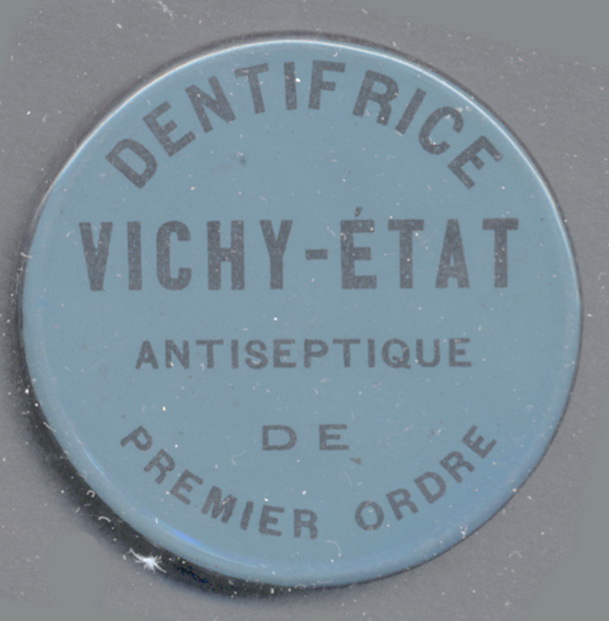 DENTIFRICE
VICHY-ÉTAT
ANTISEPTIQUE
DE
PREMIER ORDRE